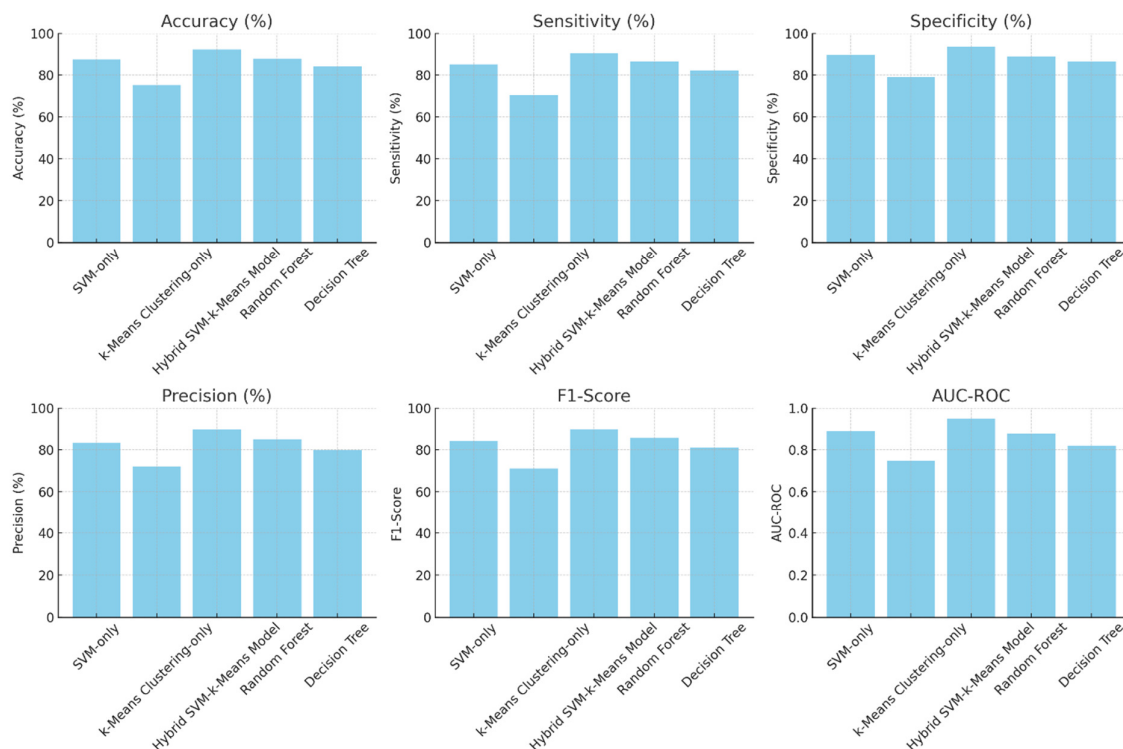 Accuracy (%)
Accuracy (%)
100
80
60
40
20
0
SVM-only
k-Means Clustering-only
Hybrid SVM-k-Means Model
Random Forest
Decision Tree
Sensitivity (%)
Sensitivity (%)
100
80
60
40
20
0
SVM-only
k-Means Clustering-only
Hybrid SVM-k-Means Model
Random Forest
Decision Tree
Specificity (%)
Specificity (%)
100
80
60
40
20
0
SVM-only
k-Means Clustering-only
Hybrid SVM-k-Means Model
Random Forest
Decision Tree
Precision (%)
Precision (%)
100
80
60
40
20
0
SVM-only
k-Means Clustering-only
Hybrid SVM-k-Means Model
Random Forest
Decision Tree
F1-Score
F1-Score
100
80
60
40
20
0
SVM-only
k-Means Clustering-only
Hybrid SVM-k-Means Model
Random Forest
Decision Tree
AUC-ROC
AUC-ROC
1.0
0.8
0.6
0.4
0.2
0.0
SVM-only
k-Means Clustering-only
Hybrid SVM-k-Means Model
Random Forest
Decision Tree